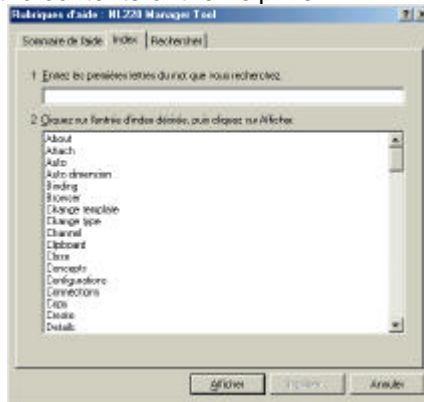 Rubriques d'aide : NL220 Manager Tool
Sommaire de l'aide Index Rechercher
1 Entrez les premières lettres du mot que vous recherchez.
2 Cliquez sur l'entrée d'index désirée, puis cliquez sur Afficher.
About
Attach
Auto
Auto dimension
Binding
Browser
Change template
Change type
Channel
Clipboard
Close
Concepts
Configurations
Connections
Copy
Create
Details
Afficher Imprimer... Annuler